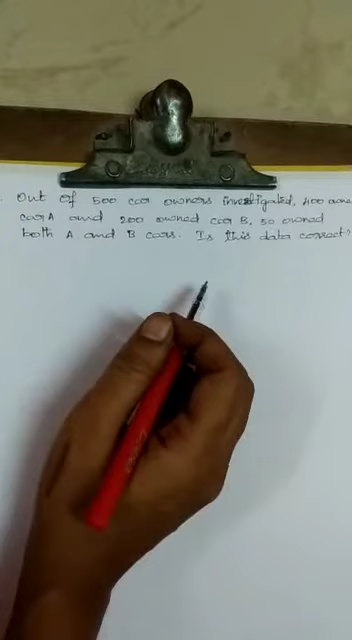 Out of 500 car owners investigated, 400 owne
car A and 200 owned car B, 50 owned
both A and B cars. Is this data correct?